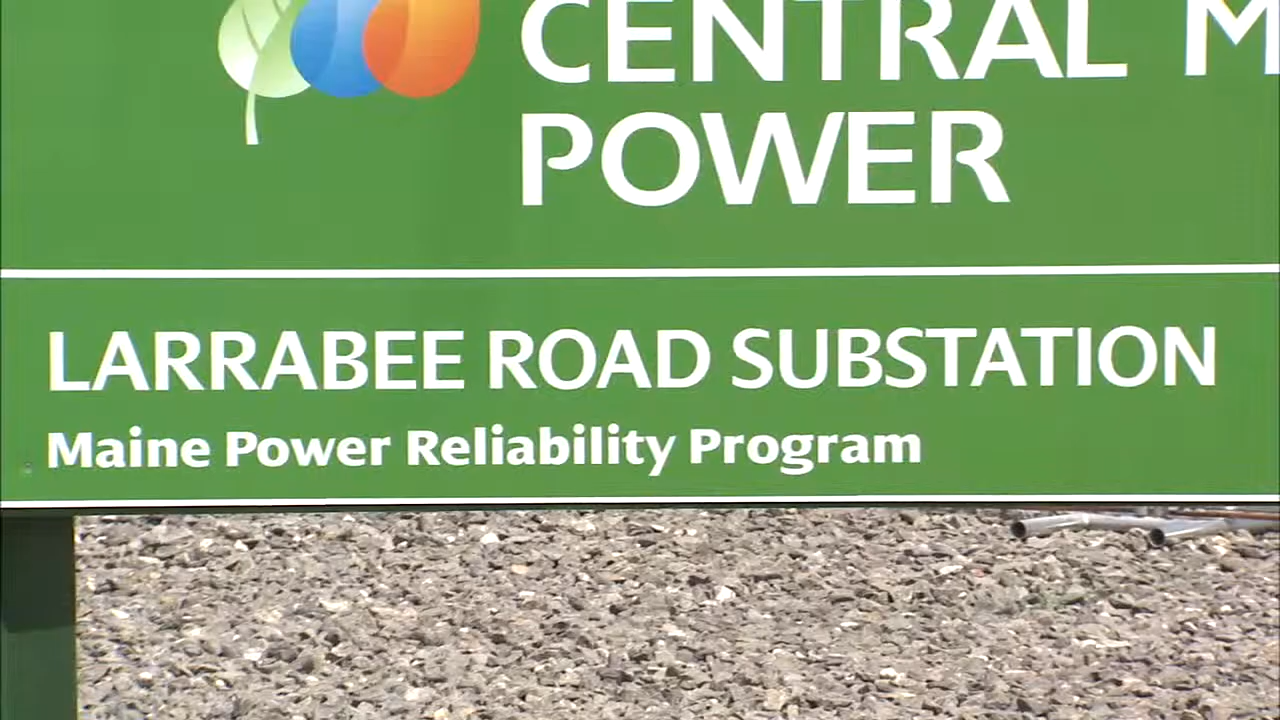 CENTRAL M
POWER
LARRABEE ROAD SUBSTATION
Maine Power Reliability Program